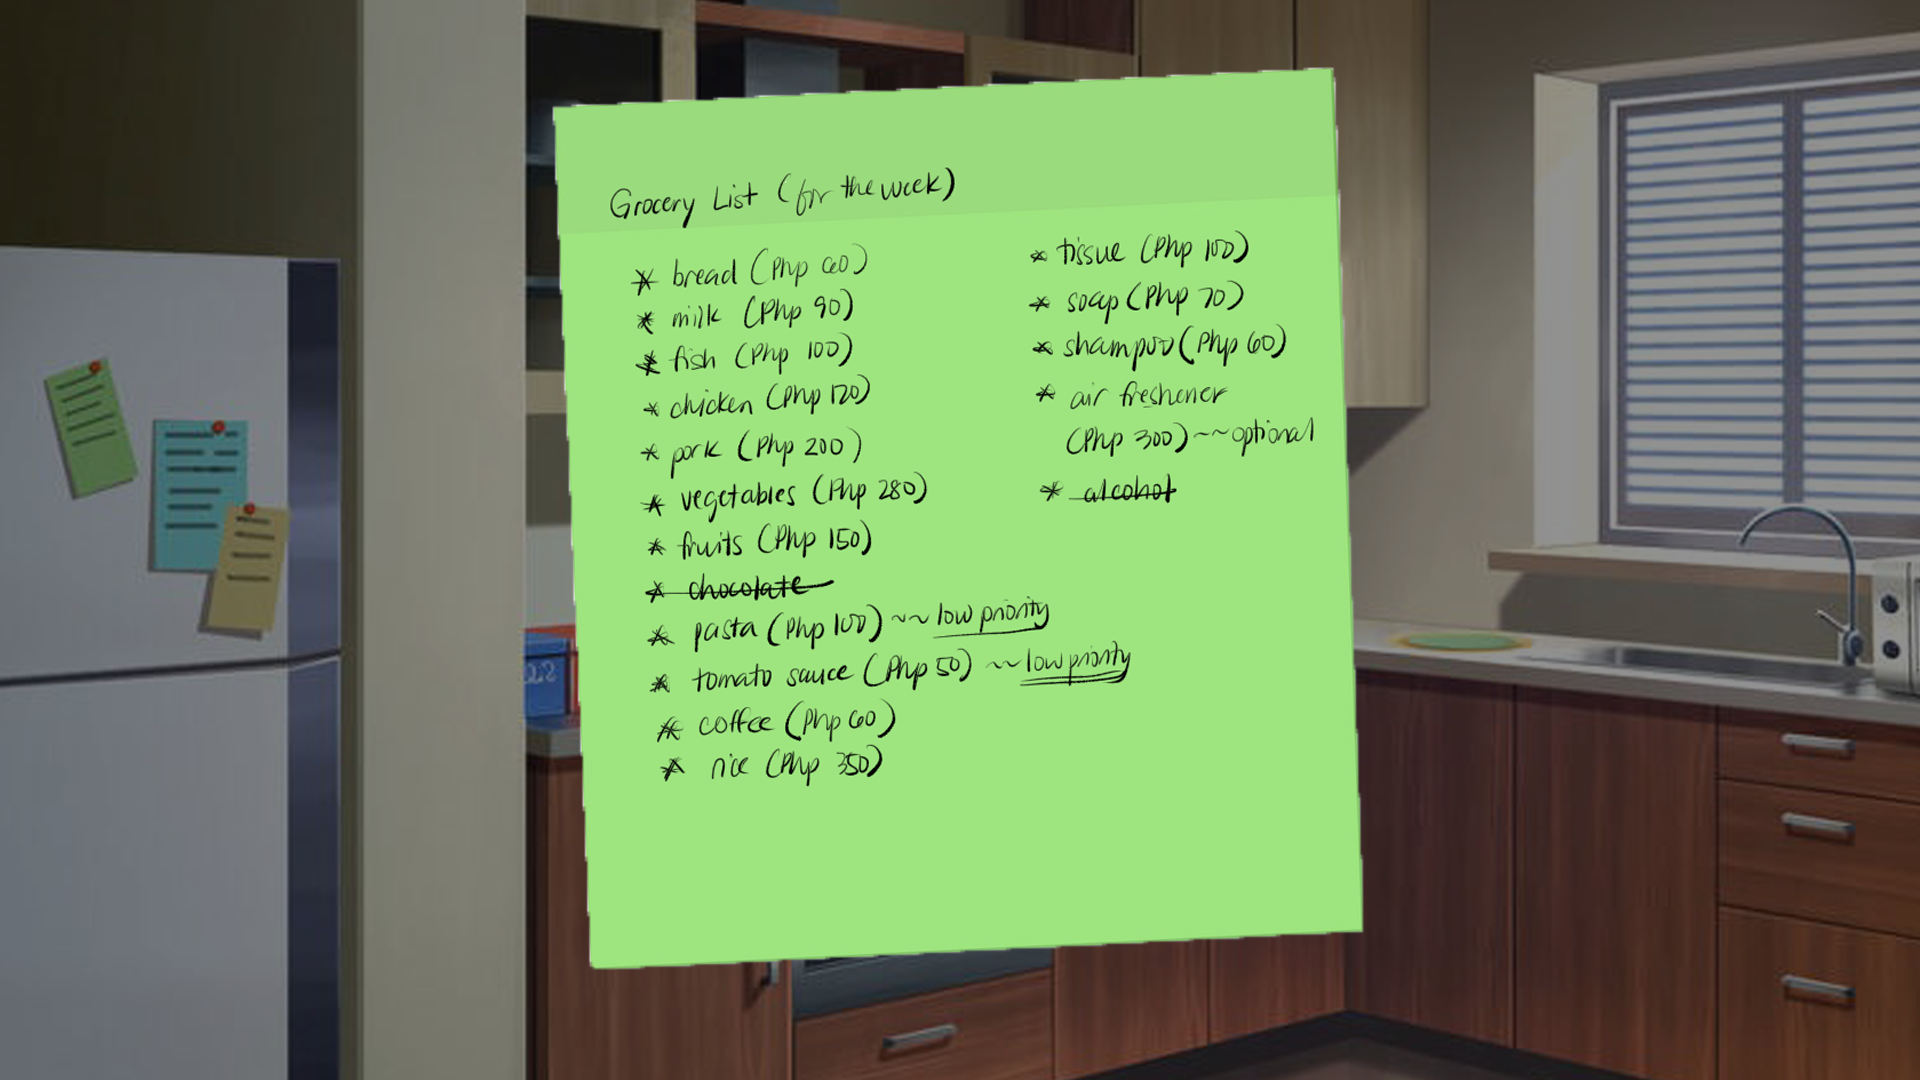 Grocery List (for the week)
* bread (Php 60)
* milk (Php 90)
* fish (Php 100)
* chicken (Php 120)
* pork (Php 200)
* vegetables (Php 280)
* fruits (Php 150)
* chocolate
* pasta (Php 100) ~~ low priority
* tomato sauce (Php 50) ~~ low priority
* coffee (Php 60)
* rice (Php 350)
* tissue (Php 100)
* soap (Php 70)
* shampoo (Php 60)
* air freshener
(Php 300) ~~ optional
* alcohol